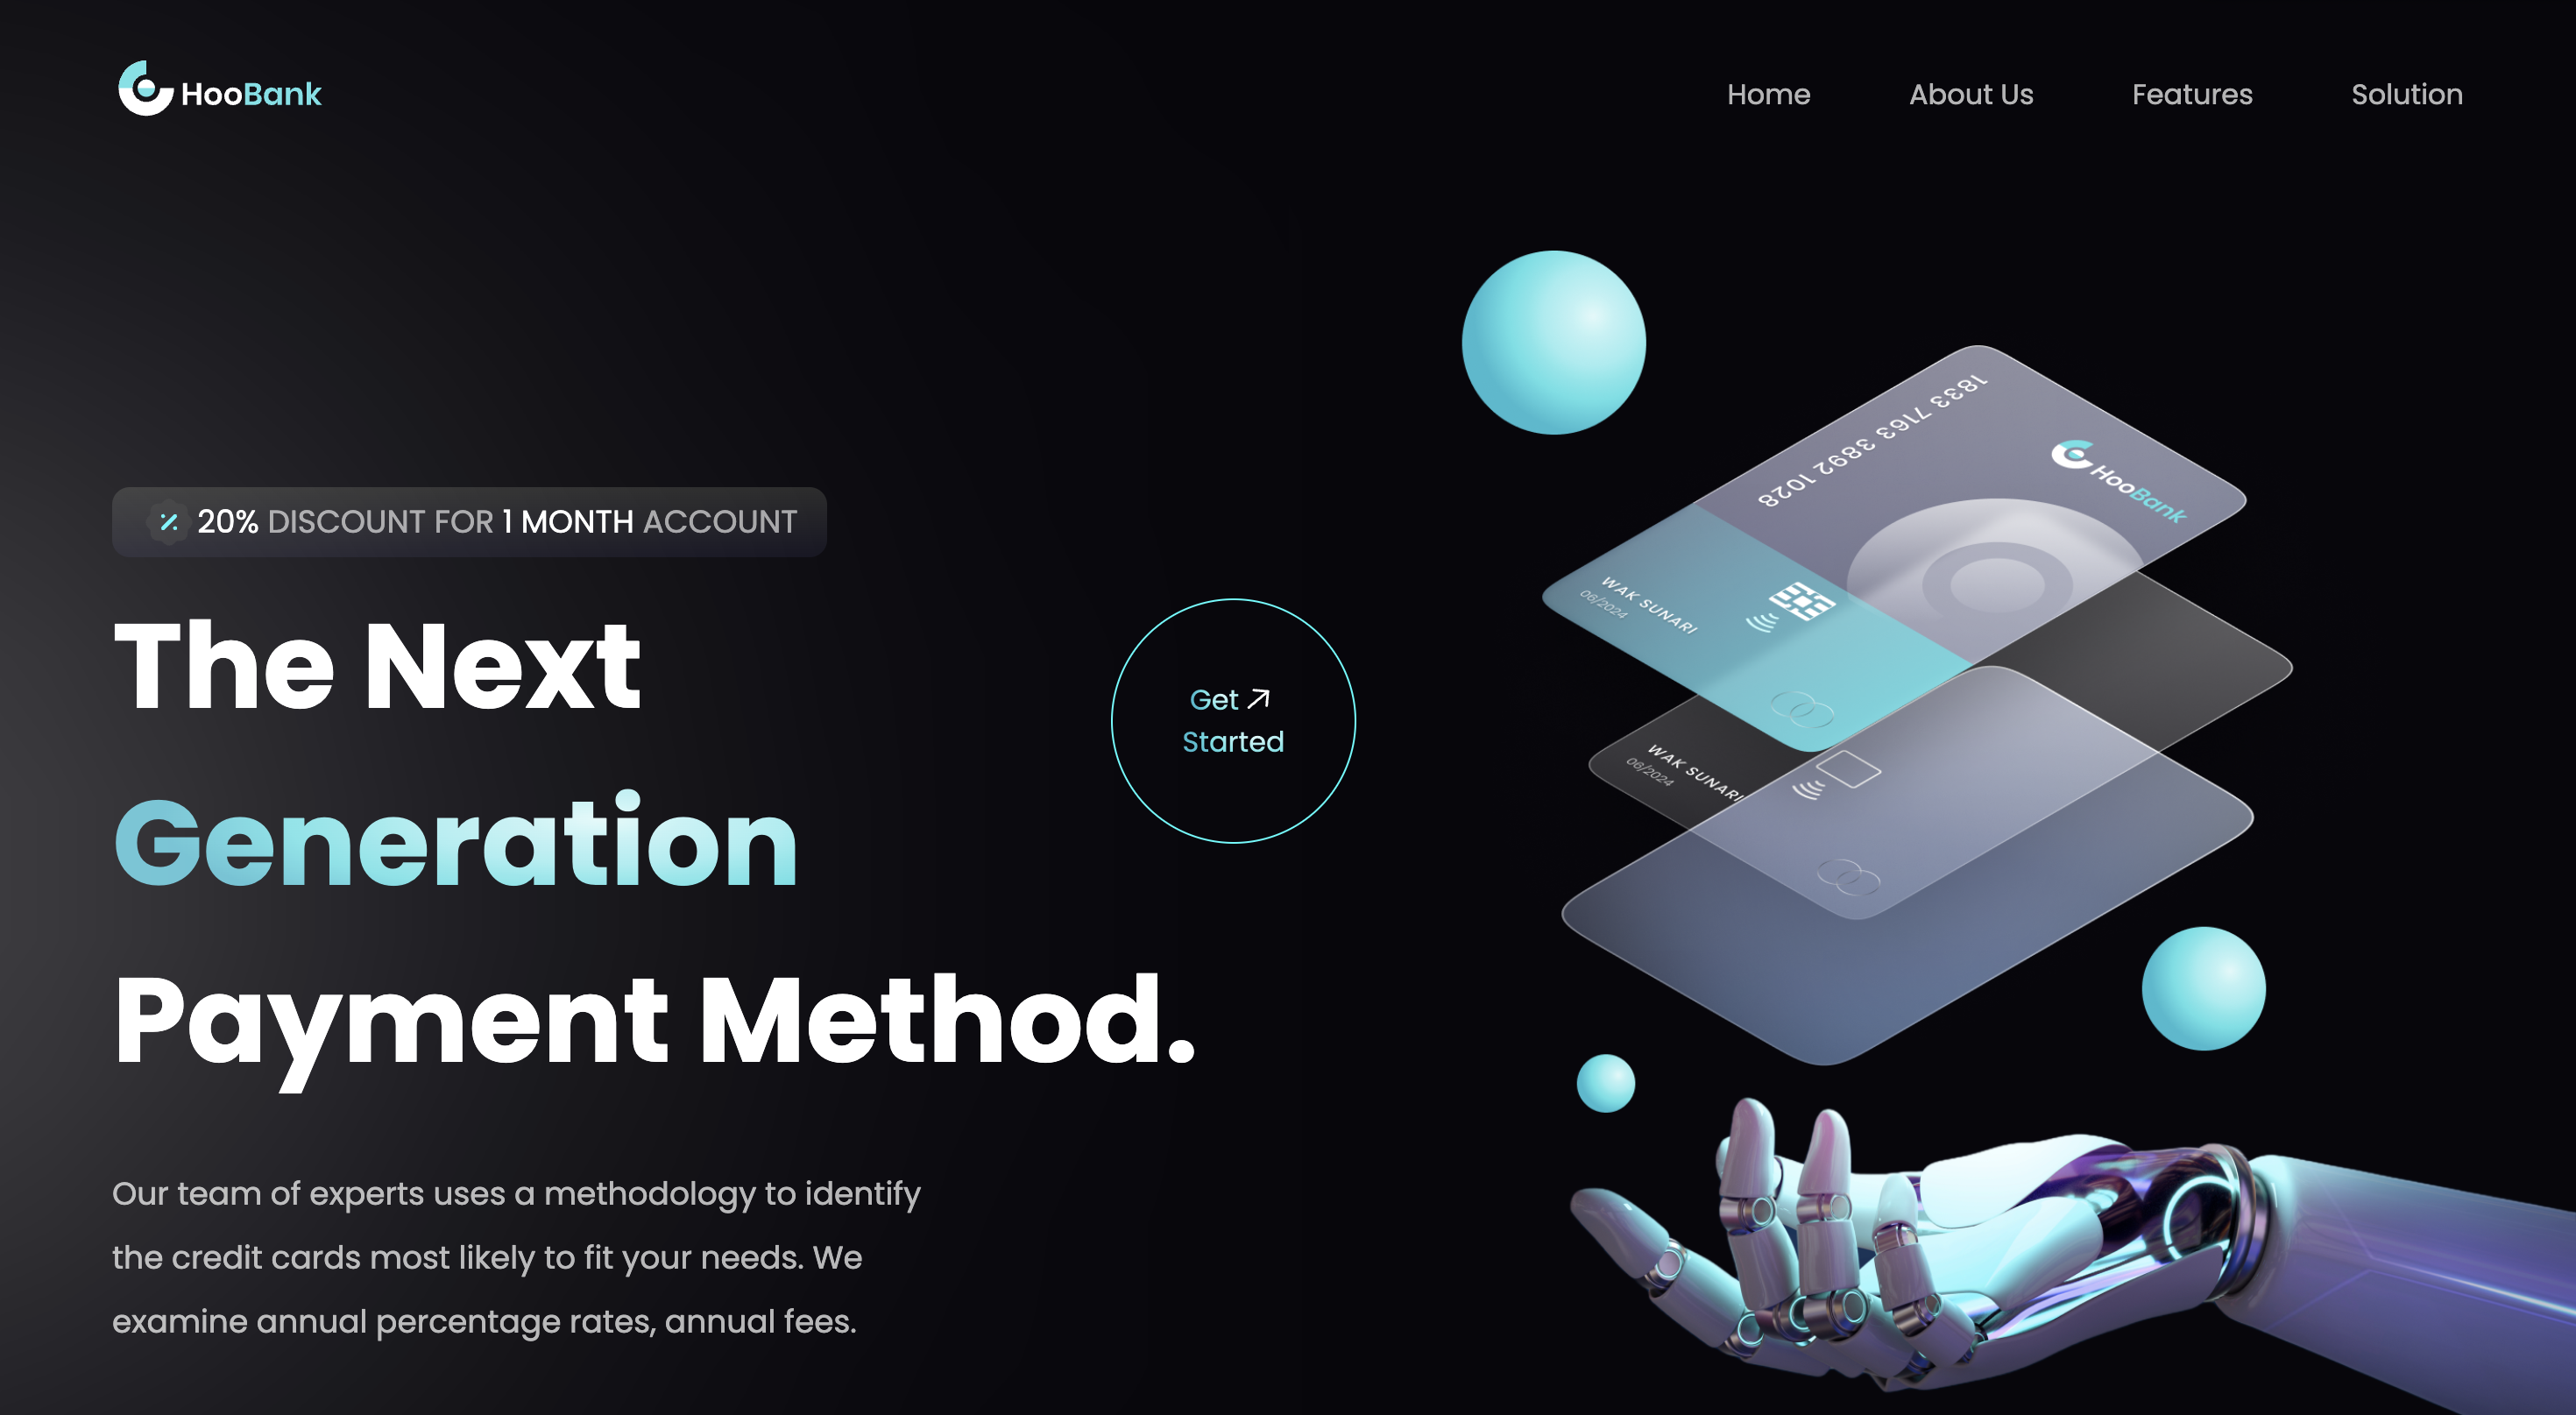 HooBank
Home
About Us
Features
Solution
20% DISCOUNT FOR 1 MONTH ACCOUNT
The Next
Generation
Payment Method.
Get
Started
Our team of experts uses a methodology to identify
the credit cards most likely to fit your needs. We
examine annual percentage rates, annual fees.
1833 7163 3892 1028
HooBank
WAK SUNARI
06/2024
WAK SUNARI
06/2024